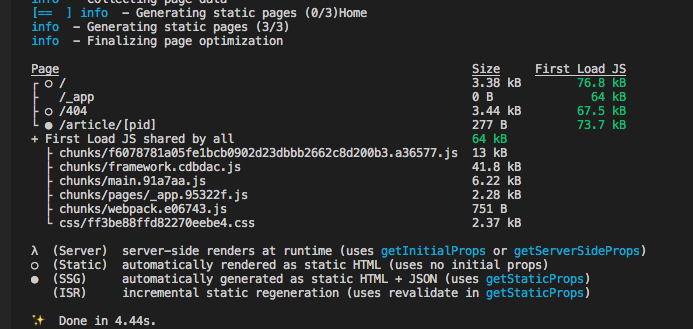 info  - Collecting page data
[==  ] info  - Generating static pages (0/3)Home
info  - Generating static pages (3/3)
info  - Finalizing page optimization
Page Size First Load JS
┌ ○ / 3.38 kB 76.8 kB
├   /_app 0 B 64 kB
├ ○ /404 3.44 kB 67.5 kB
└ ● /article/[pid] 277 B 73.7 kB
+ First Load JS shared by all 64 kB
├ chunks/f6078781a05fe1bcb0902d23dbbb2662c8d200b3.a36577.js 13 kB
├ chunks/framework.cdbdac.js 41.8 kB
├ chunks/main.91a7aa.js 6.22 kB
├ chunks/pages/_app.95322f.js 2.28 kB
├ chunks/webpack.e06743.js 751 B
└ css/ff3be88ffd82270eebe4.css 2.37 kB
λ  (Server)  server-side renders at runtime (uses getInitialProps or getServerSideProps)
○  (Static)  automatically rendered as static HTML (uses no initial props)
●  (SSG)     automatically generated as static HTML + JSON (uses getStaticProps)
(ISR)     incremental static regeneration (uses revalidate in getStaticProps)
✨  Done in 4.44s.